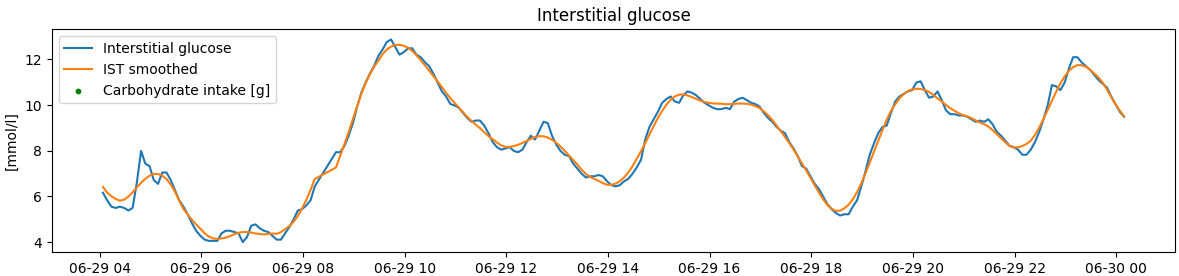 Interstitial glucose
Interstitial glucose
IST smoothed
Carbohydrate intake [g]
[mmol/l]
12
10
8
6
4
06-29 04 06-29 06 06-29 08 06-29 10 06-29 12 06-29 14 06-29 16 06-29 18 06-29 20 06-29 22 06-30 00